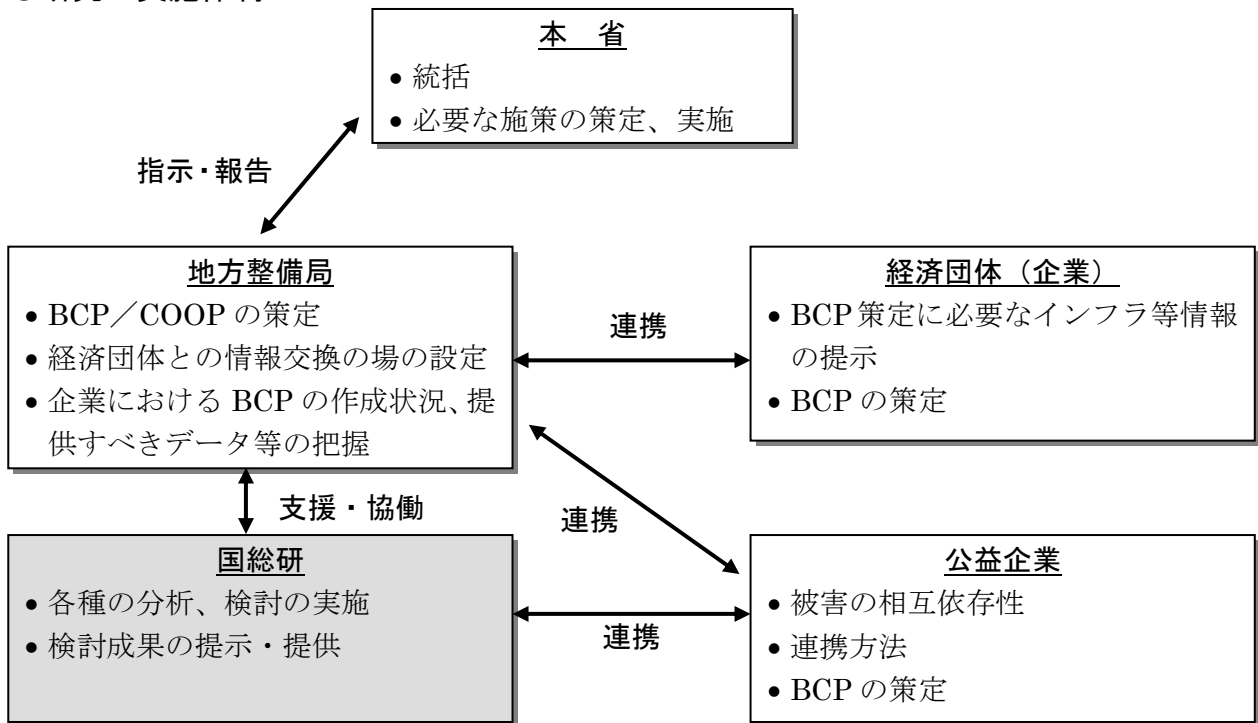 本 省
• 統括
• 必要な施策の策定、実施
指示・報告
地方整備局
• BCP／COOP の策定
• 経済団体との情報交換の場の設定
• 企業における BCP の作成状況、提
供すべきデータ等の把握
連携
経済団体（企業）
• BCP 策定に必要なインフラ等情報
の提示
• BCP の策定
支援・協働
連携
国総研
• 各種の分析、検討の実施
• 検討成果の提示・提供
連携
公益企業
• 被害の相互依存性
• 連携方法
• BCP の策定